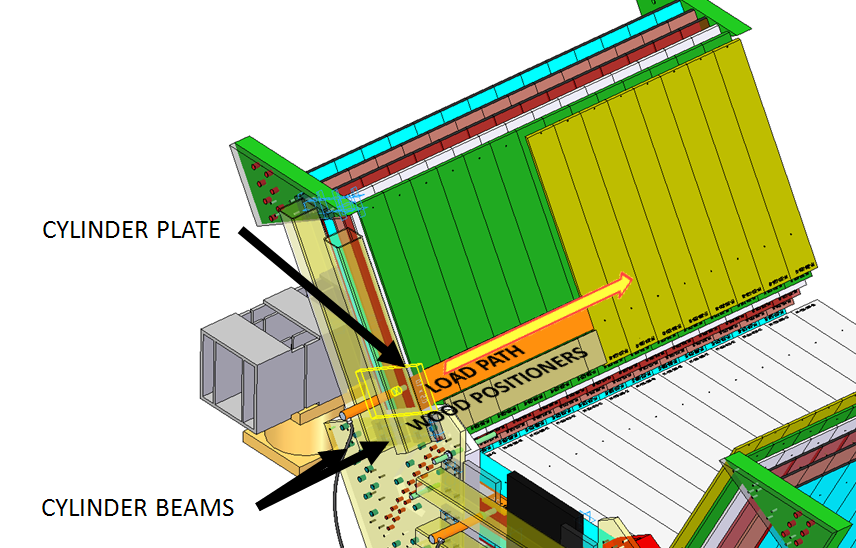 CYLINDER PLATE
LOAD PATH
WOOD POSITIONERS
CYLINDER BEAMS